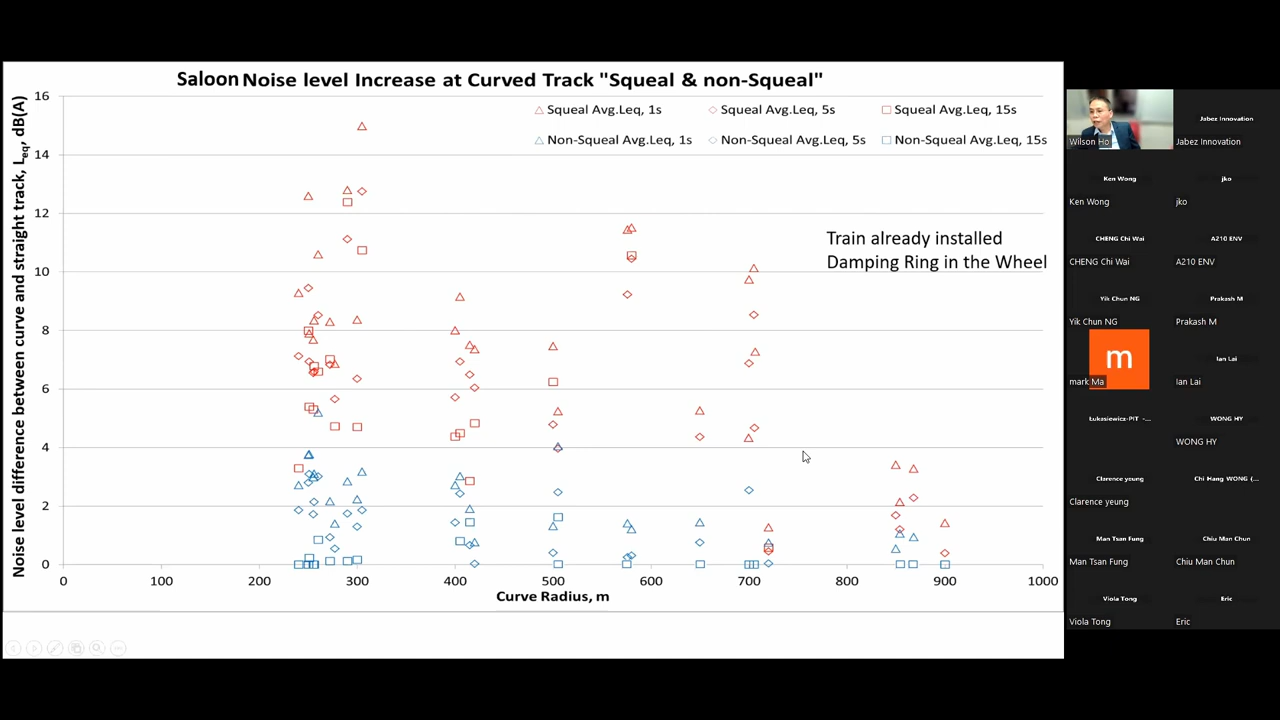 Saloon Noise level Increase at Curved Track "Squeal & non-Squeal"
Noise level difference between curve and straight track, Leq, dB(A)
16
14
12
10
8
6
4
2
0
Squeal Avg.Leq, 1s
Squeal Avg.Leq, 5s
Squeal Avg.Leq, 15s
Non-Squeal Avg.Leq, 1s
Non-Squeal Avg.Leq, 5s
Non-Squeal Avg.Leq, 15s
Train already installed
Damping Ring in the Wheel
0
100
200
300
400
500
600
700
800
900
1000
Curve Radius, m
Wilson Ho
Jabez Innovation
Jabez Innovation
Ken Wong
Ken Wong
jko
jko
CHENG Chi Wai
CHENG Chi Wai
A210 ENV
A210 ENV
Yik Chun NG
Yik Chun NG
Prakash M
Prakash M
m
mark Ma
Ian Lai
Ian Lai
Łukasiewicz-PIT -...
WONG HY
WONG HY
Clarence yeung
Clarence yeung
Chi Hang WONG (...
Man Tsan Fung
Man Tsan Fung
Chiu Man Chun
Chiu Man Chun
Viola Tong
Viola Tong
Eric
Eric